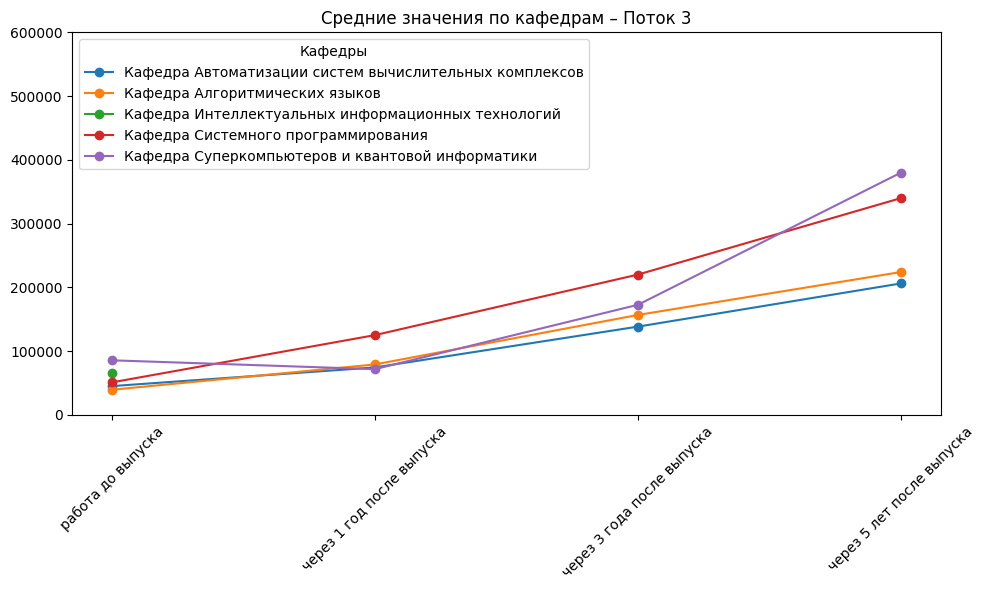 Средние значения по кафедрам – Поток 3
Кафедры
Кафедра Автоматизации систем вычислительных комплексов
Кафедра Алгоритмических языков
Кафедра Интеллектуальных информационных технологий
Кафедра Системного программирования
Кафедра Суперкомпьютеров и квантовой информатики
600000
500000
400000
300000
200000
100000
0
работа до выпуска
через 1 год после выпуска
через 3 года после выпуска
через 5 лет после выпуска